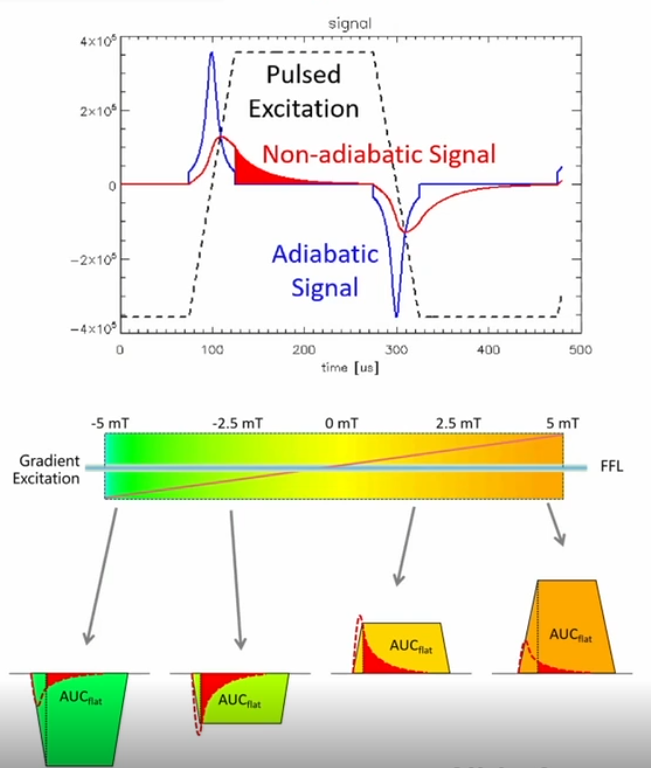 signal
4×10⁵
2×10⁵
0
−2×10⁵
−4×10⁵
Pulsed
Excitation
Non-adiabatic Signal
Adiabatic
Signal
0 100 200 300 400 500
time [us]
-5 mT -2.5 mT 0 mT 2.5 mT 5 mT
Gradient
Excitation
FFL
AUCflat
AUCflat
AUCflat
AUCflat